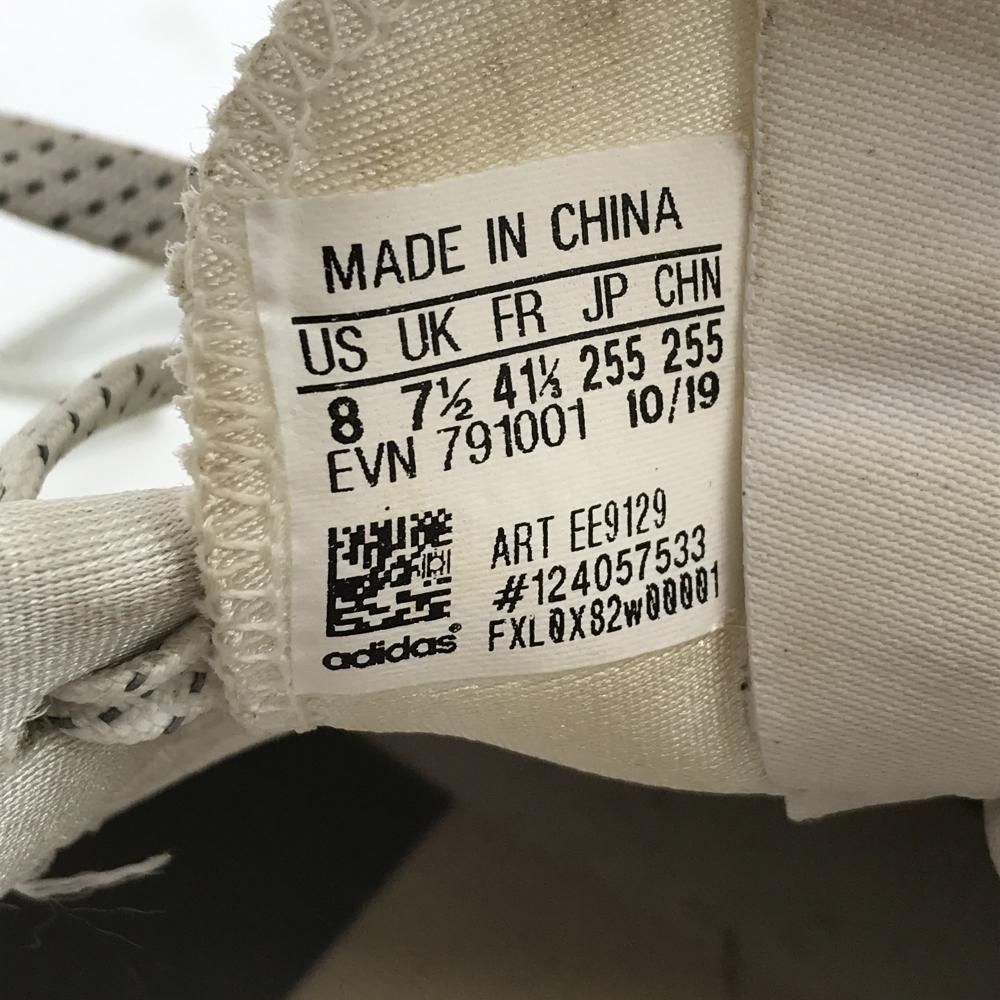 MADE IN CHINA
US UK FR JP CHN
8 7½ 41⅓ 255 255
EVN 791001 10/19
ART EE9129
#124057533
FXL0X82W00001
adidas®